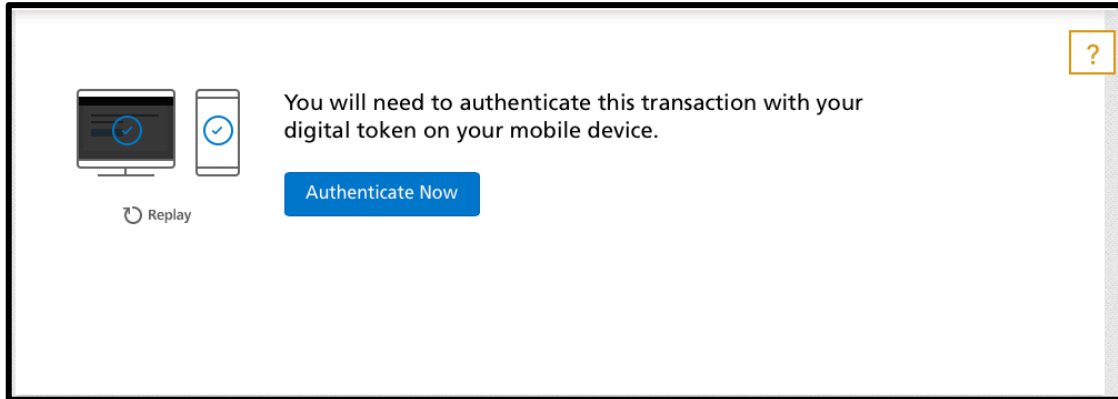 ?
You will need to authenticate this transaction with your
digital token on your mobile device.
Authenticate Now
Replay